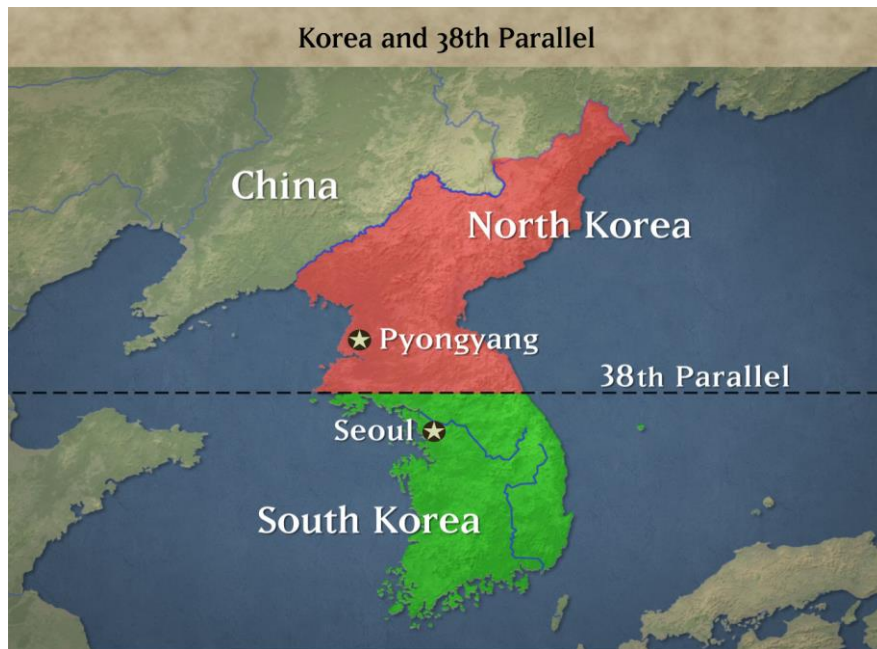 Korea and 38th Parallel
China
North Korea
Pyongyang
38th Parallel
Seoul
South Korea